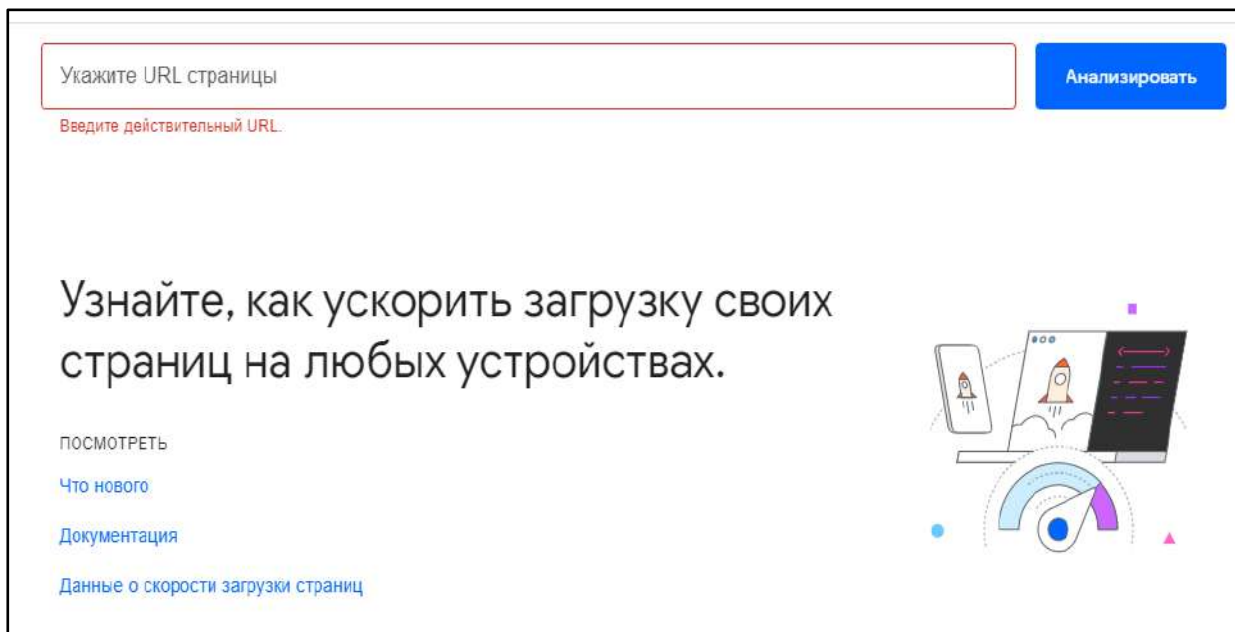 Укажите URL страницы
Анализировать
Введите действительный URL.
Узнайте, как ускорить загрузку своих
страниц на любых устройствах.
ПОСМОТРЕТЬ
Что нового
Документация
Данные о скорости загрузки страниц